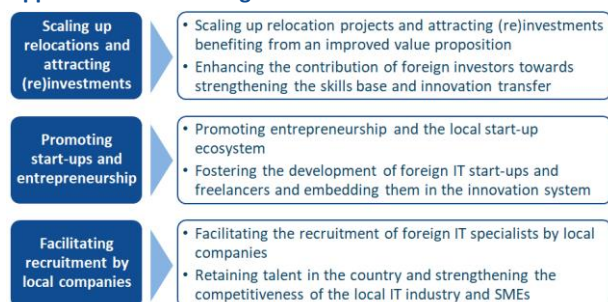 Scaling up
relocations and
attracting
(re)investments
• Scaling up relocation projects and attracting (re)investments
benefiting from an improved value proposition
• Enhancing the contribution of foreign investors towards
strengthening the skills base and innovation transfer
Promoting
start-ups and
entrepreneurship
• Promoting entrepreneurship and the local start-up
ecosystem
• Fostering the development of foreign IT start-ups and
freelancers and embedding them in the innovation system
Facilitating
recruitment by
local companies
• Facilitating the recruitment of foreign IT specialists by local
companies
• Retaining talent in the country and strengthening the
competitiveness of the local IT industry and SMEs